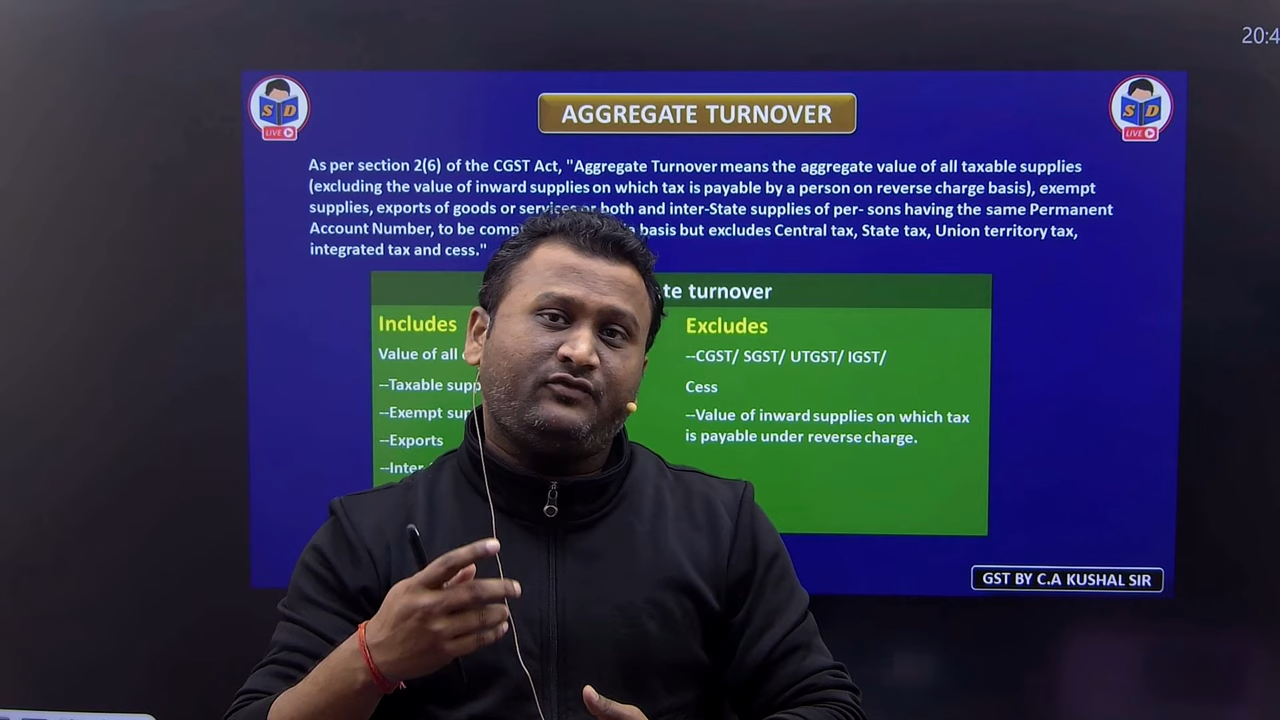 20:4
S D
LIVE
AGGREGATE TURNOVER
S D
LIVE
As per section 2(6) of the CGST Act, "Aggregate Turnover means the aggregate value of all taxable supplies
(excluding the value of inward supplies on which tax is payable by a person on reverse charge basis), exempt
supplies, exports of goods or services or both and inter-State supplies of per- sons having the same Permanent
Account Number, to be comp basis but excludes Central tax, State tax, Union territory tax,
integrated tax and cess."
te turnover
Includes
Value of all
--Taxable supp
--Exempt sup
--Exports
--Inter
Excludes
--CGST/ SGST/ UTGST/ IGST/
Cess
--Value of inward supplies on which tax
is payable under reverse charge.
GST BY C.A KUSHAL SIR